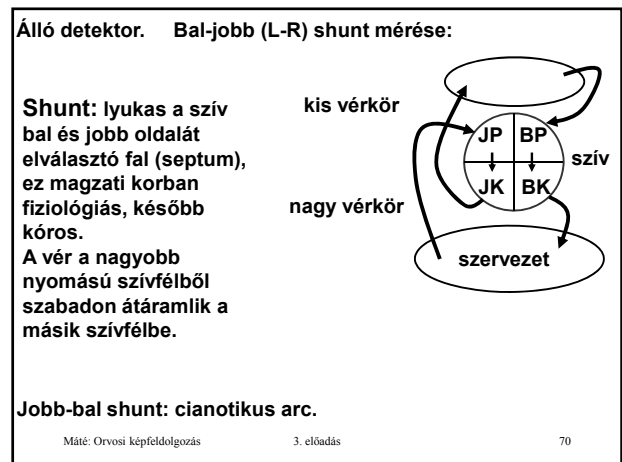 Álló detektor. Bal-jobb (L-R) shunt mérése:
Shunt: lyukas a szív
bal és jobb oldalát
elválasztó fal (septum),
ez magzati korban
fiziológiás, később
kóros.
A vér a nagyobb
nyomású szívfélből
szabadon átáramlik a
másik szívfélbe.
kis vérkör
JP BP
szív
JK BK
nagy vérkör
szervezet
Jobb-bal shunt: cianotikus arc.
Máté: Orvosi képfeldolgozás 3. előadás 70